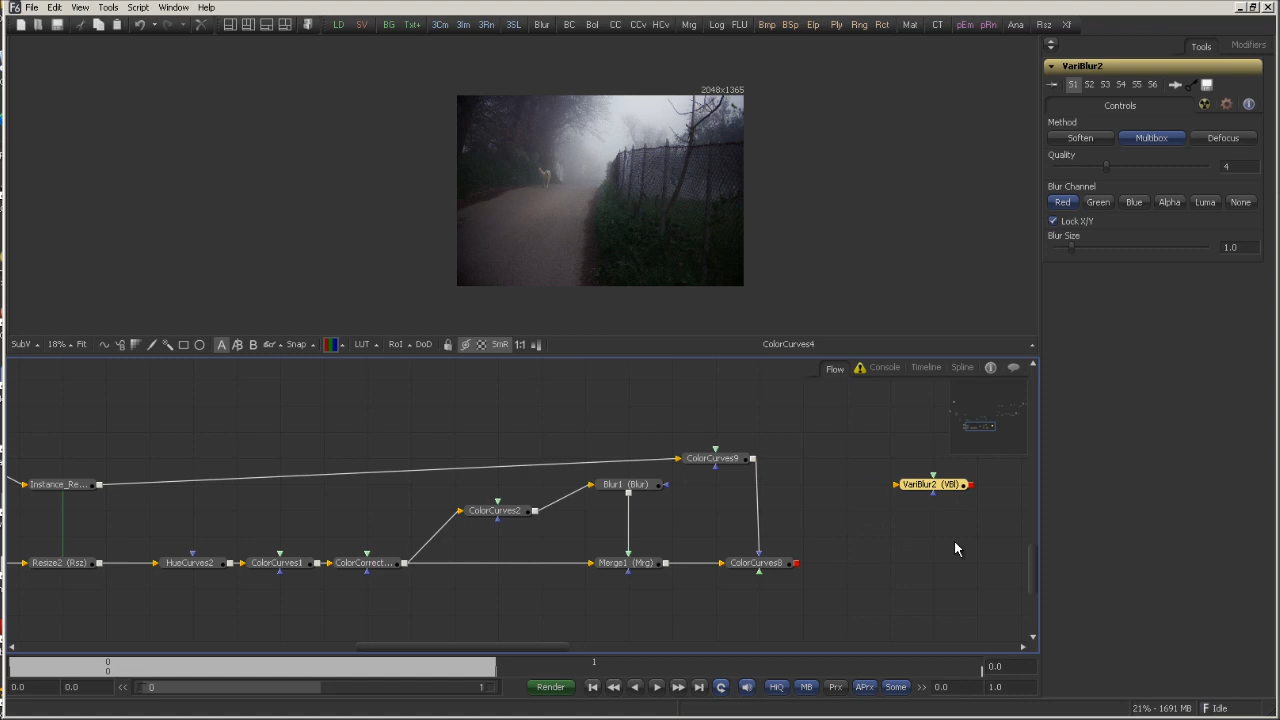 File Edit View Tools Script Window Help
LD SV BG Txt+ 3Cm 3Im 3Rn 3SL Blur BC Bol CC CCv HCv Mrg Log FLU Bmp BSp Elp Ply Rng Rct Mat CT pEm pRn Ana Rsz Xf
Tools Modifiers
VariBlur2
S1 S2 S3 S4 S5 S6
Controls
Method
Soften Multibox Defocus
Quality
4
Blur Channel
Red Green Blue Alpha Luma None
Lock X/Y
Blur Size
1.0
2048x1365
SubV 18% Fit A B Snap LUT RoI DoD SmR 1:1 ColorCurves4
Flow Console Timeline Spline
ColorCurves9
Instance_Re... Blur1 (Blur) VariBlur2 (VBl)
ColorCurves2
Resize2 (Rsz) HueCurves2 ColorCurves1 ColorCorrect... Merge1 (Mrg) ColorCurves8
0 1
0
0.0
0.0 0.0 << 0 1 Render HiQ MB Prx APrx Some >> 0.0 1.0
21% - 1691 MB Idle